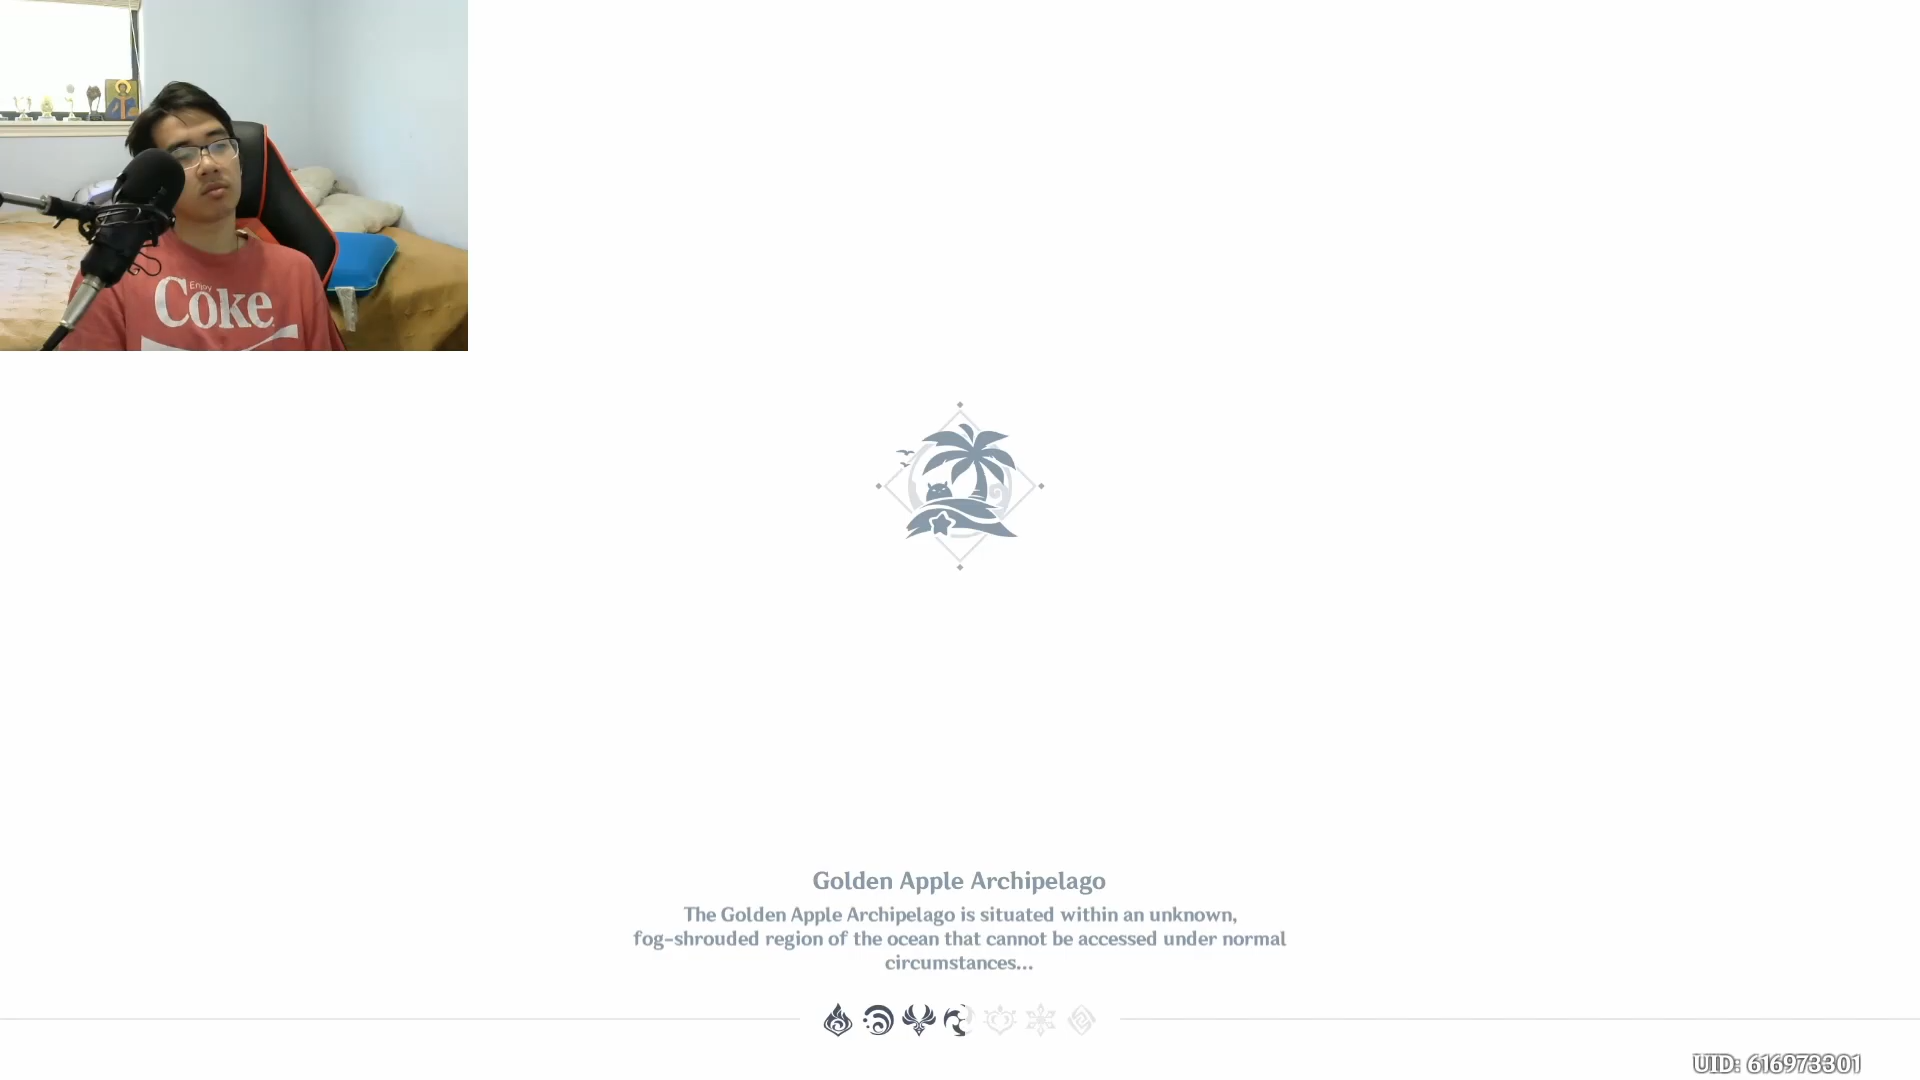 Enjoy
Coke
Golden Apple Archipelago
The Golden Apple Archipelago is situated within an unknown,
fog-shrouded region of the ocean that cannot be accessed under normal
circumstances...
UID: 616973301